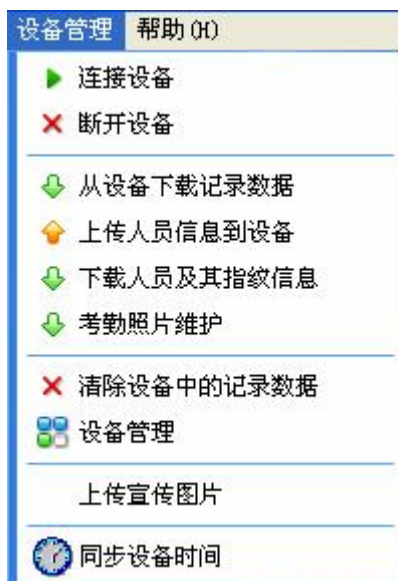 设备管理 帮助(H)
连接设备
断开设备
从设备下载记录数据
上传人员信息到设备
下载人员及其指纹信息
考勤照片维护
清除设备中的记录数据
设备管理
上传宣传图片
同步设备时间